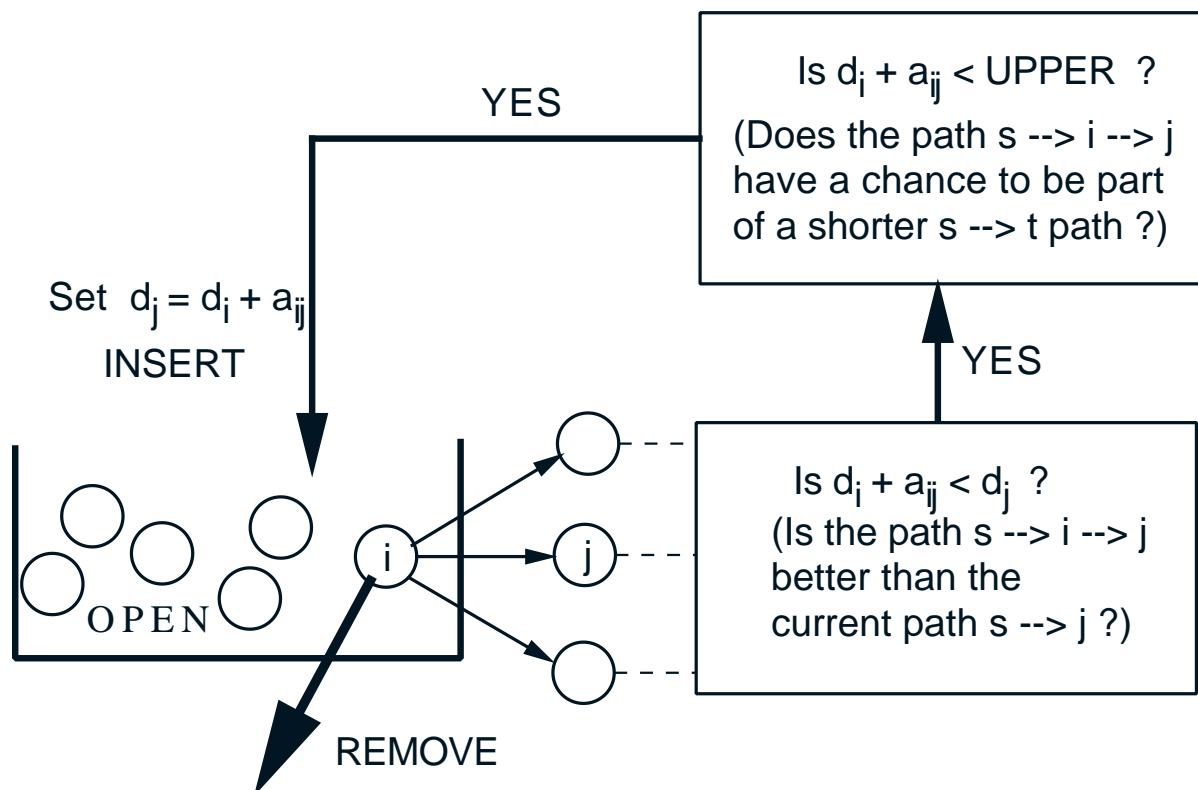 Is d_i + a_ij < UPPER ?
(Does the path s --> i --> j
have a chance to be part
of a shorter s --> t path ?)
YES
Set d_j = d_i + a_ij
INSERT
YES
Is d_i + a_ij < d_j ?
(Is the path s --> i --> j
better than the
current path s --> j ?)
i
j
OPEN
REMOVE